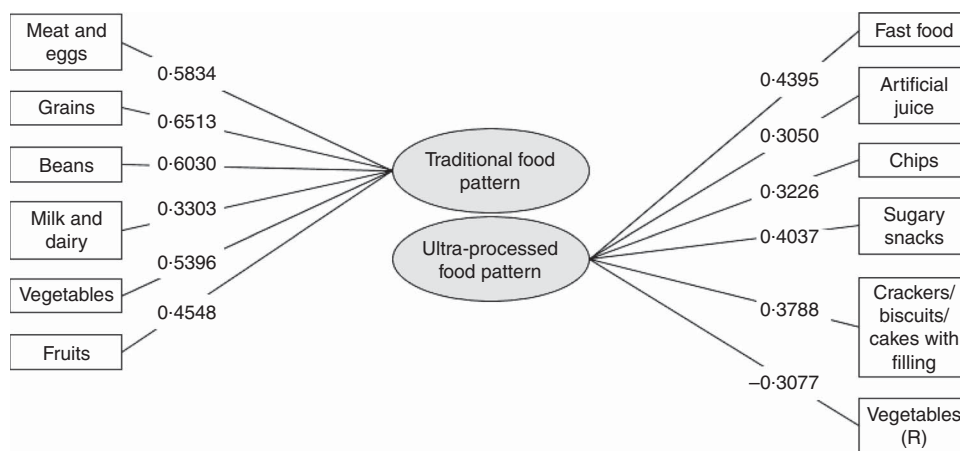 Meat and
eggs
Grains
Beans
Milk and
dairy
Vegetables
Fruits
0·5834
0·6513
0·6030
0·3303
0·5396
0·4548
Traditional food
pattern
Ultra-processed
food pattern
0·4395
0·3050
0·3226
0·4037
0·3788
–0·3077
Fast food
Artificial
juice
Chips
Sugary
snacks
Crackers/
biscuits/
cakes with
filling
Vegetables
(R)